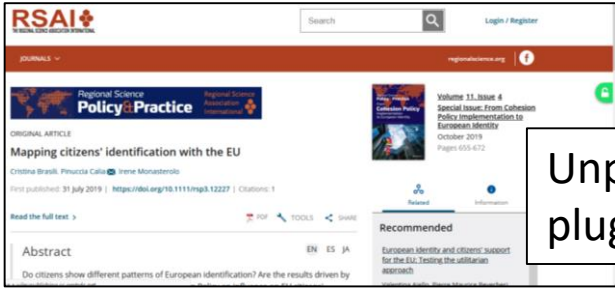 RSAI
THE REGIONAL SCIENCE ASSOCIATION INTERNATIONAL
Search
Login / Register
JOURNALS
regionalscience.org
Regional Science
Policy & Practice
Regional Science
Association
International
ORIGINAL ARTICLE
Mapping citizens' identification with the EU
Cristina Brasili, Pinuccia Calia, Irene Monasterolo
First published: 31 July 2019 | https://doi.org/10.1111/rsp3.12227 | Citations: 1
Read the full text >
PDF
TOOLS
SHARE
Abstract
EN ES JA
Do citizens show different patterns of European identification? Are the results driven by
Volume 11, Issue 4
Special Issue: From Cohesion
Policy Implementation to
European Identity
October 2019
Pages 655-672
Related
Information
Recommended
European identity and citizens' support
for the EU: Testing the utilitarian
approach
Unp
plug